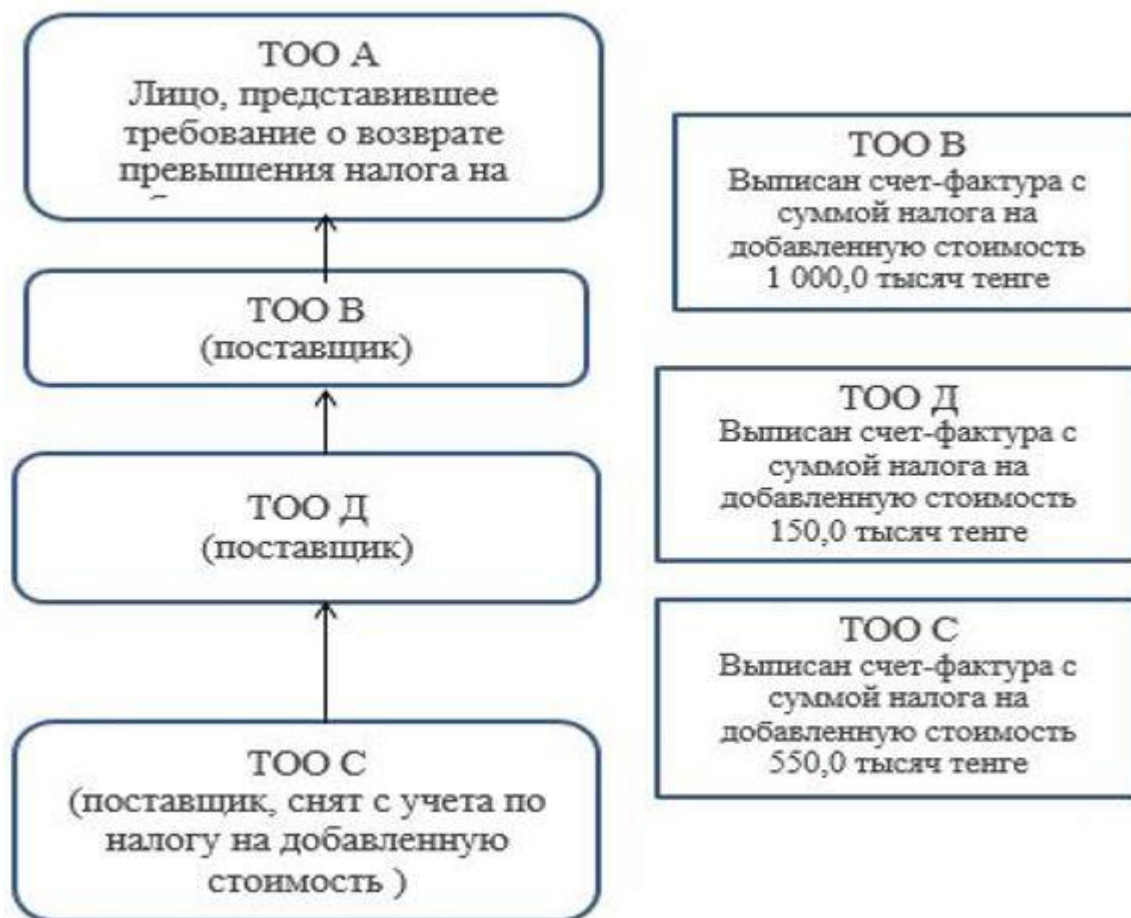 ТОО А
Лицо, представившее
требование о возврате
превышения налога на
ТОО В
(поставщик)
ТОО Д
(поставщик)
ТОО С
(поставщик, снят с учета по
налогу на добавленную
стоимость )
ТОО В
Выписан счет-фактура с
суммой налога на
добавленную стоимость
1 000,0 тысяч тенге
ТОО Д
Выписан счет-фактура с
суммой налога на
добавленную стоимость
150,0 тысяч тенге
ТОО С
Выписан счет-фактура с
суммой налога на
добавленную стоимость
550,0 тысяч тенге